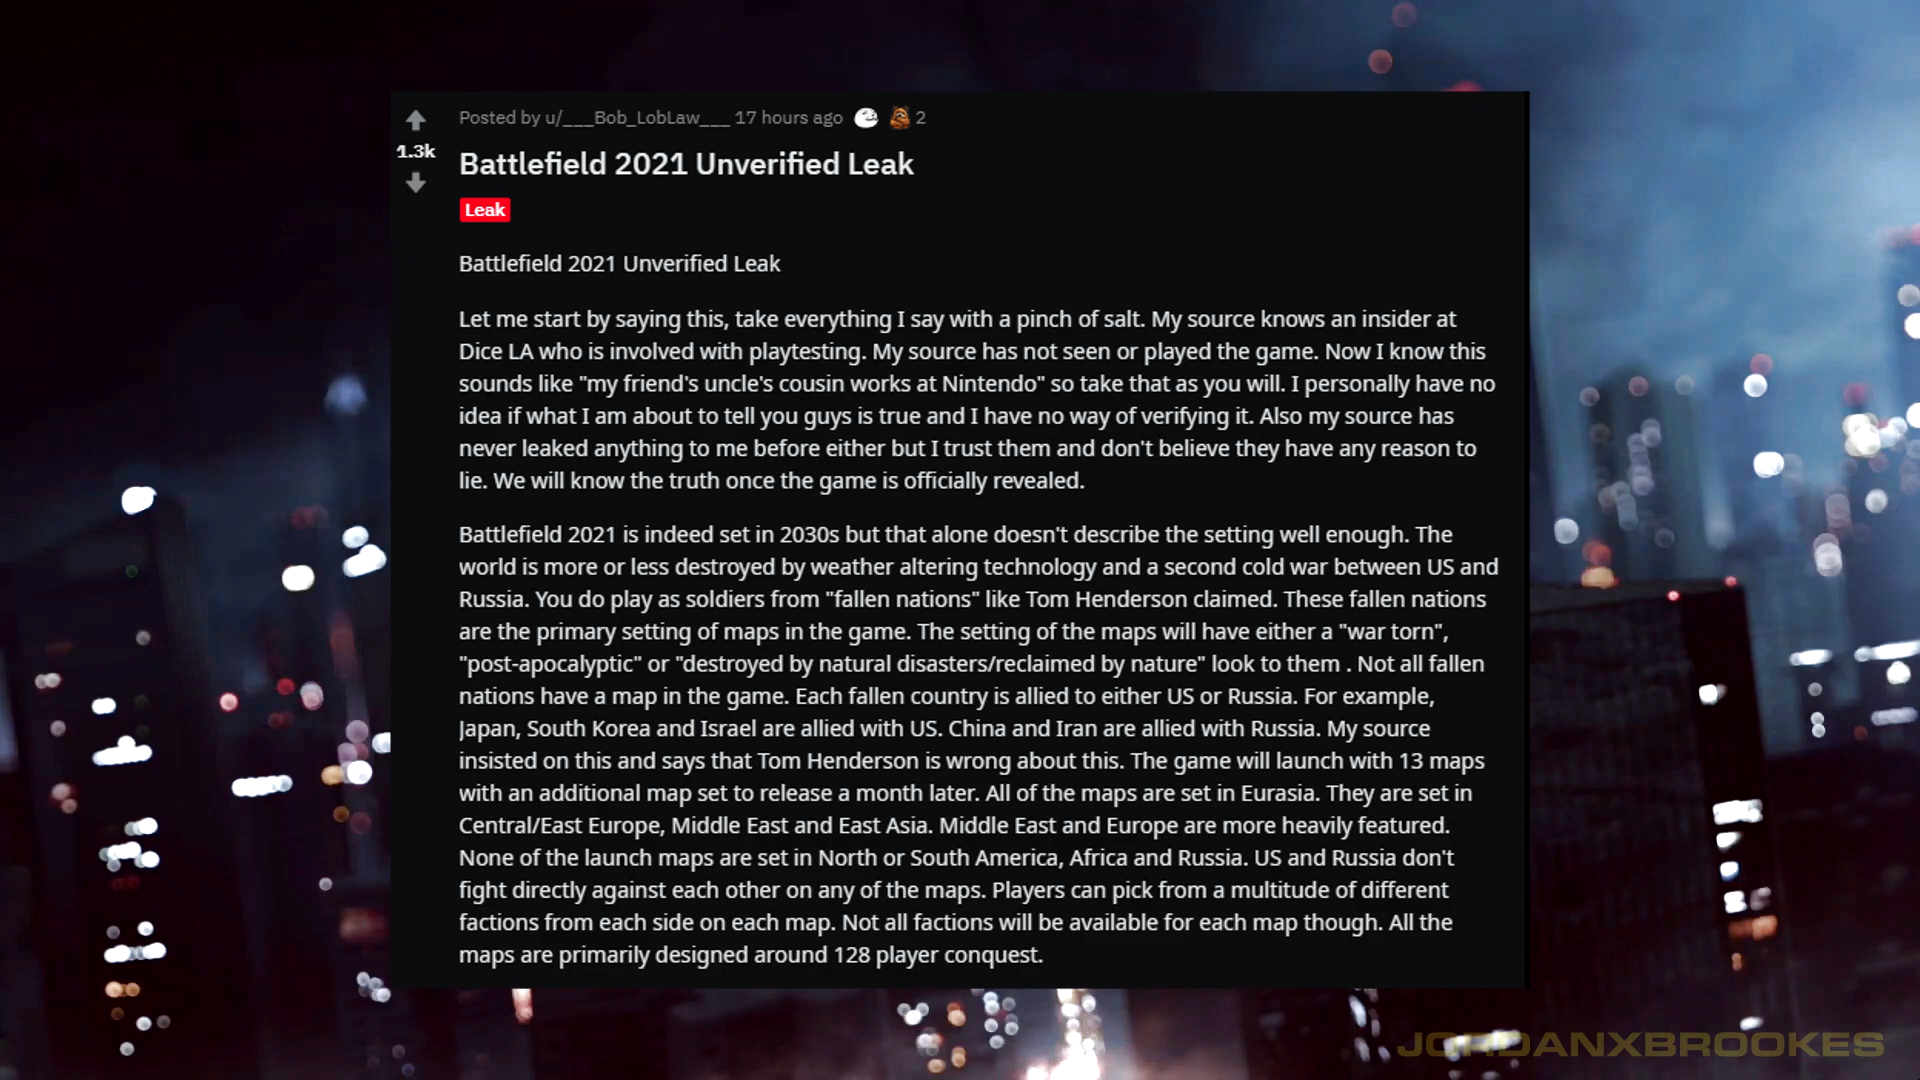 Posted by u/___Bob_LobLaw___ 17 hours ago 2
1.3k
Battlefield 2021 Unverified Leak
Leak
Battlefield 2021 Unverified Leak
Let me start by saying this, take everything I say with a pinch of salt. My source knows an insider at
Dice LA who is involved with playtesting. My source has not seen or played the game. Now I know this
sounds like "my friend's uncle's cousin works at Nintendo" so take that as you will. I personally have no
idea if what I am about to tell you guys is true and I have no way of verifying it. Also my source has
never leaked anything to me before either but I trust them and don't believe they have any reason to
lie. We will know the truth once the game is officially revealed.
Battlefield 2021 is indeed set in 2030s but that alone doesn't describe the setting well enough. The
world is more or less destroyed by weather altering technology and a second cold war between US and
Russia. You do play as soldiers from "fallen nations" like Tom Henderson claimed. These fallen nations
are the primary setting of maps in the game. The setting of the maps will have either a "war torn",
"post-apocalyptic" or "destroyed by natural disasters/reclaimed by nature" look to them . Not all fallen
nations have a map in the game. Each fallen country is allied to either US or Russia. For example,
Japan, South Korea and Israel are allied with US. China and Iran are allied with Russia. My source
insisted on this and says that Tom Henderson is wrong about this. The game will launch with 13 maps
with an additional map set to release a month later. All of the maps are set in Eurasia. They are set in
Central/East Europe, Middle East and East Asia. Middle East and Europe are more heavily featured.
None of the launch maps are set in North or South America, Africa and Russia. US and Russia don't
fight directly against each other on any of the maps. Players can pick from a multitude of different
factions from each side on each map. Not all factions will be available for each map though. All the
maps are primarily designed around 128 player conquest.
JORDANXBROOKES